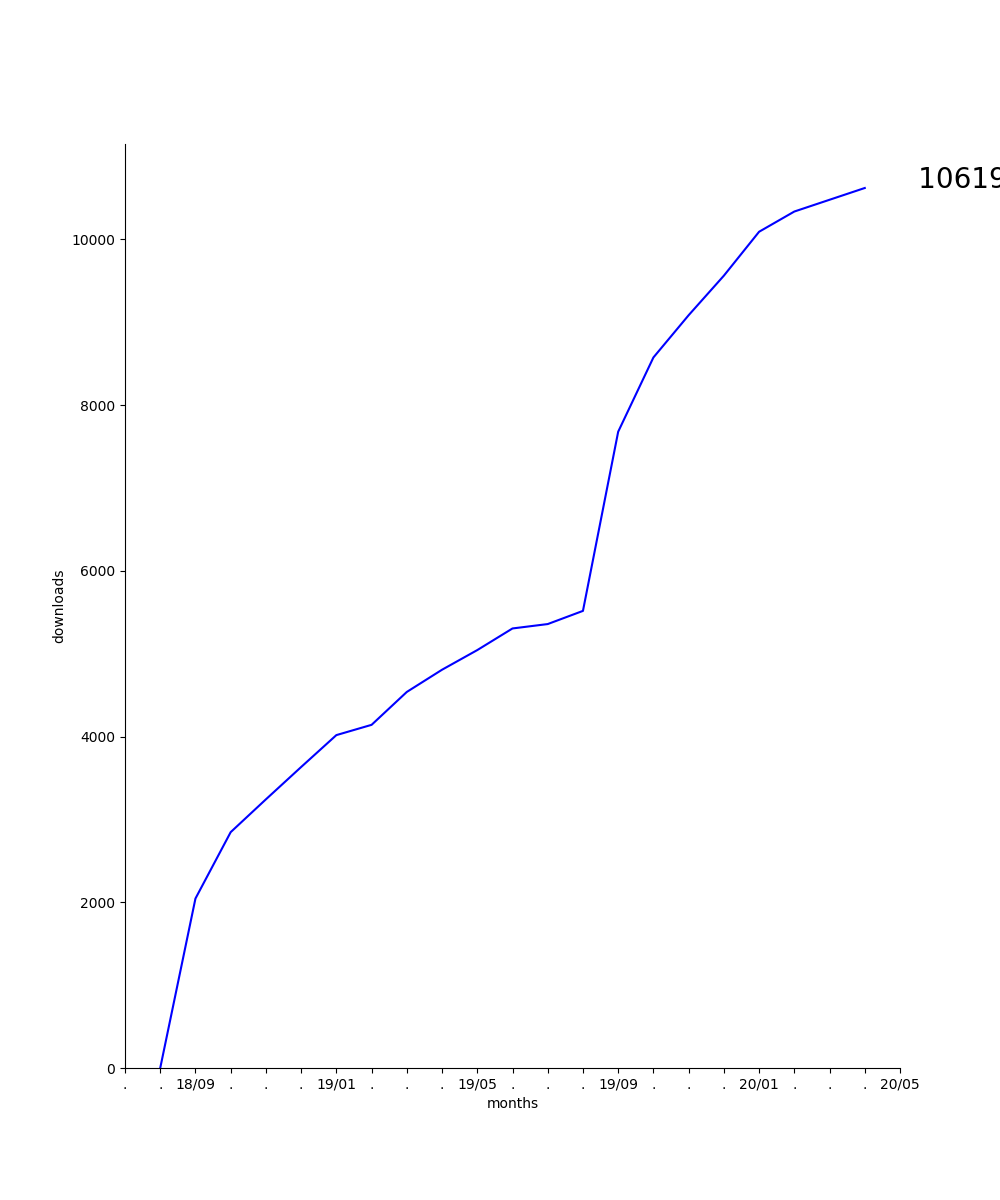 10619
10000
8000
6000
downloads
4000
2000
0
. . 18/09 . . . 19/01 . . . 19/05 . . . 19/09 . . . 20/01 . . . 20/05
months